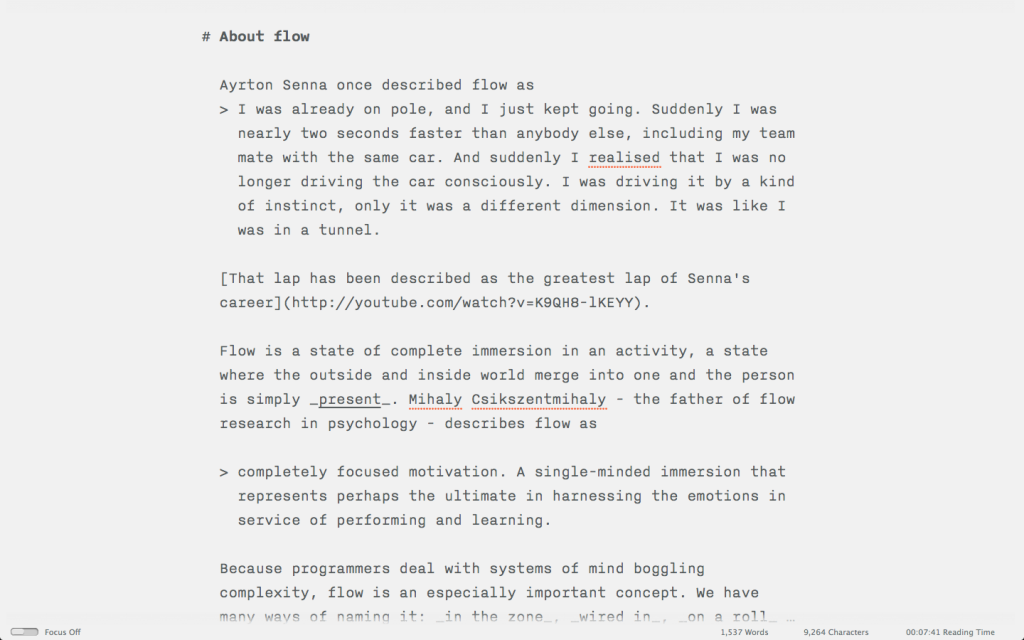 # About flow
Ayrton Senna once described flow as
> I was already on pole, and I just kept going. Suddenly I was
nearly two seconds faster than anybody else, including my team
mate with the same car. And suddenly I realised that I was no
longer driving the car consciously. I was driving it by a kind
of instinct, only it was a different dimension. It was like I
was in a tunnel.
[That lap has been described as the greatest lap of Senna's
career](http://youtube.com/watch?v=K9QH8-lKEYY).
Flow is a state of complete immersion in an activity, a state
where the outside and inside world merge into one and the person
is simply _present_. Mihaly Csikszentmihaly - the father of flow
research in psychology - describes flow as
> completely focused motivation. A single-minded immersion that
represents perhaps the ultimate in harnessing the emotions in
service of performing and learning.
Because programmers deal with systems of mind boggling
complexity, flow is an especially important concept. We have
many ways of naming it: _in the zone_, _wired in_, _on a roll_ …
Focus Off 1,537 Words 9,264 Characters 00:07:41 Reading Time